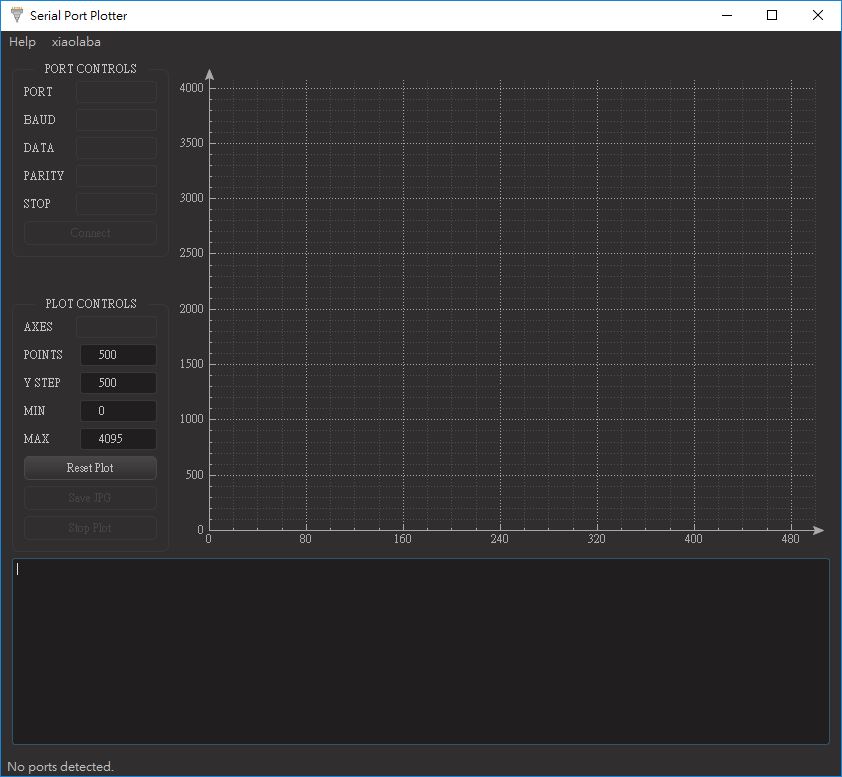 Serial Port Plotter
Help xiaolaba
PORT CONTROLS
PORT
BAUD
DATA
PARITY
STOP
Connect
PLOT CONTROLS
AXES
POINTS 500
Y STEP 500
MIN 0
MAX 4095
Reset Plot
Save JPG
Stop Plot
4000
3500
3000
2500
2000
1500
1000
500
0
0 80 160 240 320 400 480
No ports detected.